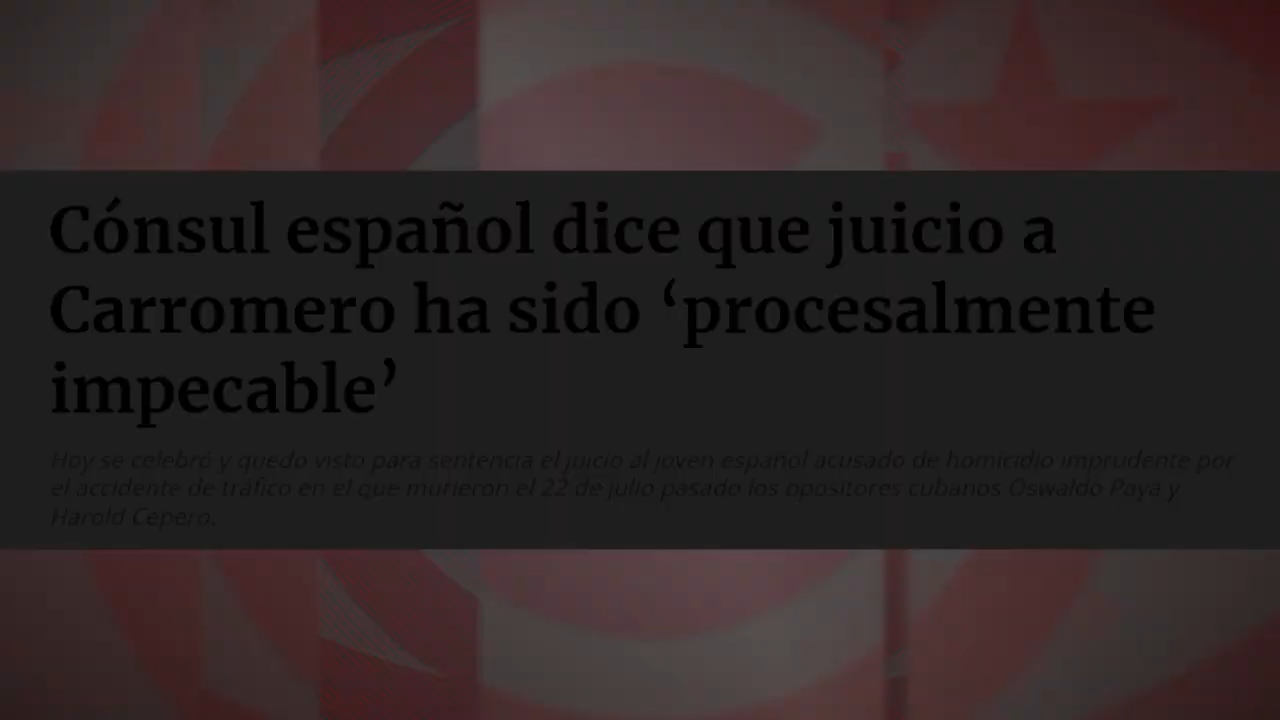 Cónsul español dice que juicio a
Carromero ha sido ‘procesalmente
impecable’
Hoy se celebró y quedo visto para sentencia el juicio al joven español acusado de homicidio imprudente por
el accidente de tráfico en el que murieron el 22 de julio pasado los opositores cubanos Oswaldo Paya y
Harold Cepero.